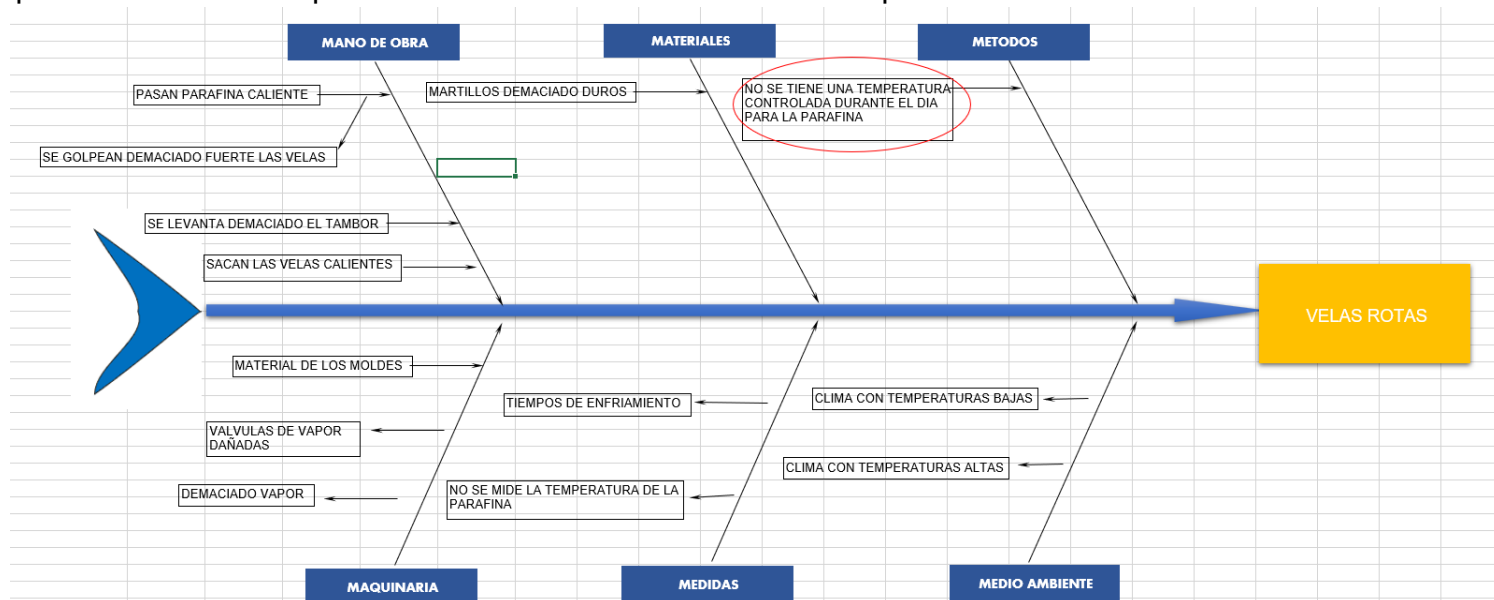 MANO DE OBRA
MATERIALES
METODOS
PASAN PARAFINA CALIENTE
MARTILLOS DEMACIADO DUROS
NO SE TIENE UNA TEMPERATURA
CONTROLADA DURANTE EL DIA
PARA LA PARAFINA
SE GOLPEAN DEMACIADO FUERTE LAS VELAS
SE LEVANTA DEMACIADO EL TAMBOR
SACAN LAS VELAS CALIENTES
VELAS ROTAS
MATERIAL DE LOS MOLDES
TIEMPOS DE ENFRIAMIENTO
CLIMA CON TEMPERATURAS BAJAS
VALVULAS DE VAPOR
DAÑADAS
CLIMA CON TEMPERATURAS ALTAS
DEMACIADO VAPOR
NO SE MIDE LA TEMPERATURA DE LA
PARAFINA
MAQUINARIA
MEDIDAS
MEDIO AMBIENTE